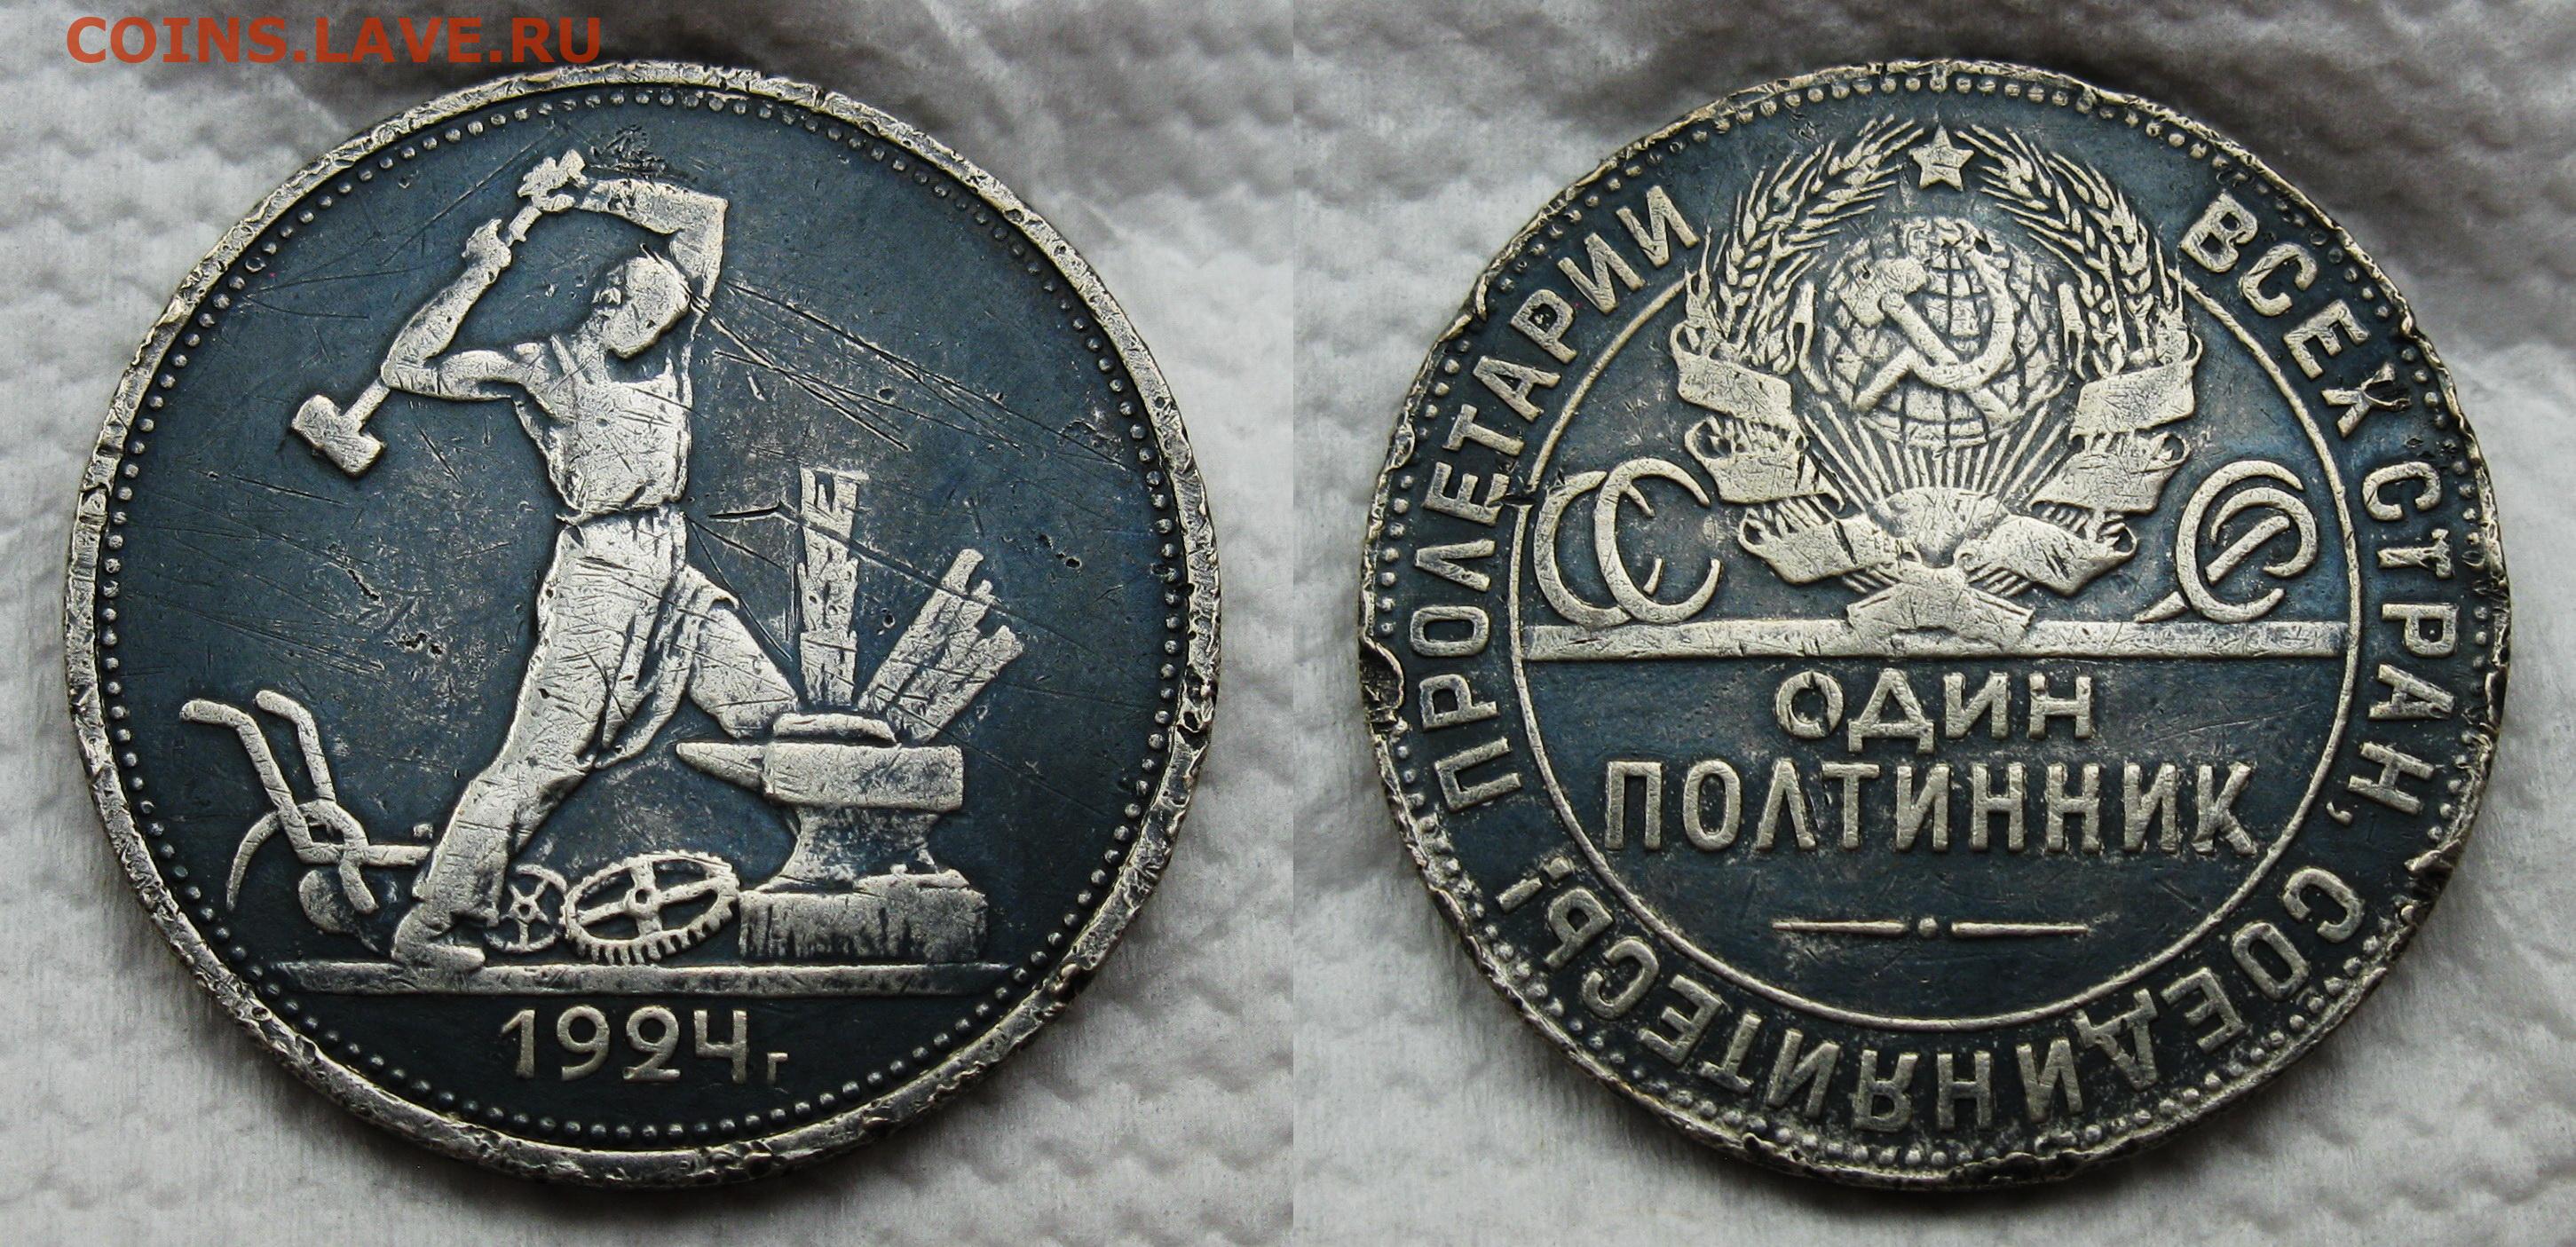 COINS.LAVE.RU
1924 г
ПРОЛЕТАРИИ ВСЕХ СТРАН, СОЕДИНЯЙТЕСЬ!
СССР
ОДИН
ПОЛТИННИК